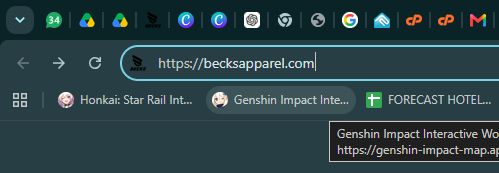 34
https://becksapparel.com
Honkai: Star Rail Int...
Genshin Impact Inte...
FORECAST HOTEL...
Genshin Impact Interactive Wo
https://genshin-impact-map.ap